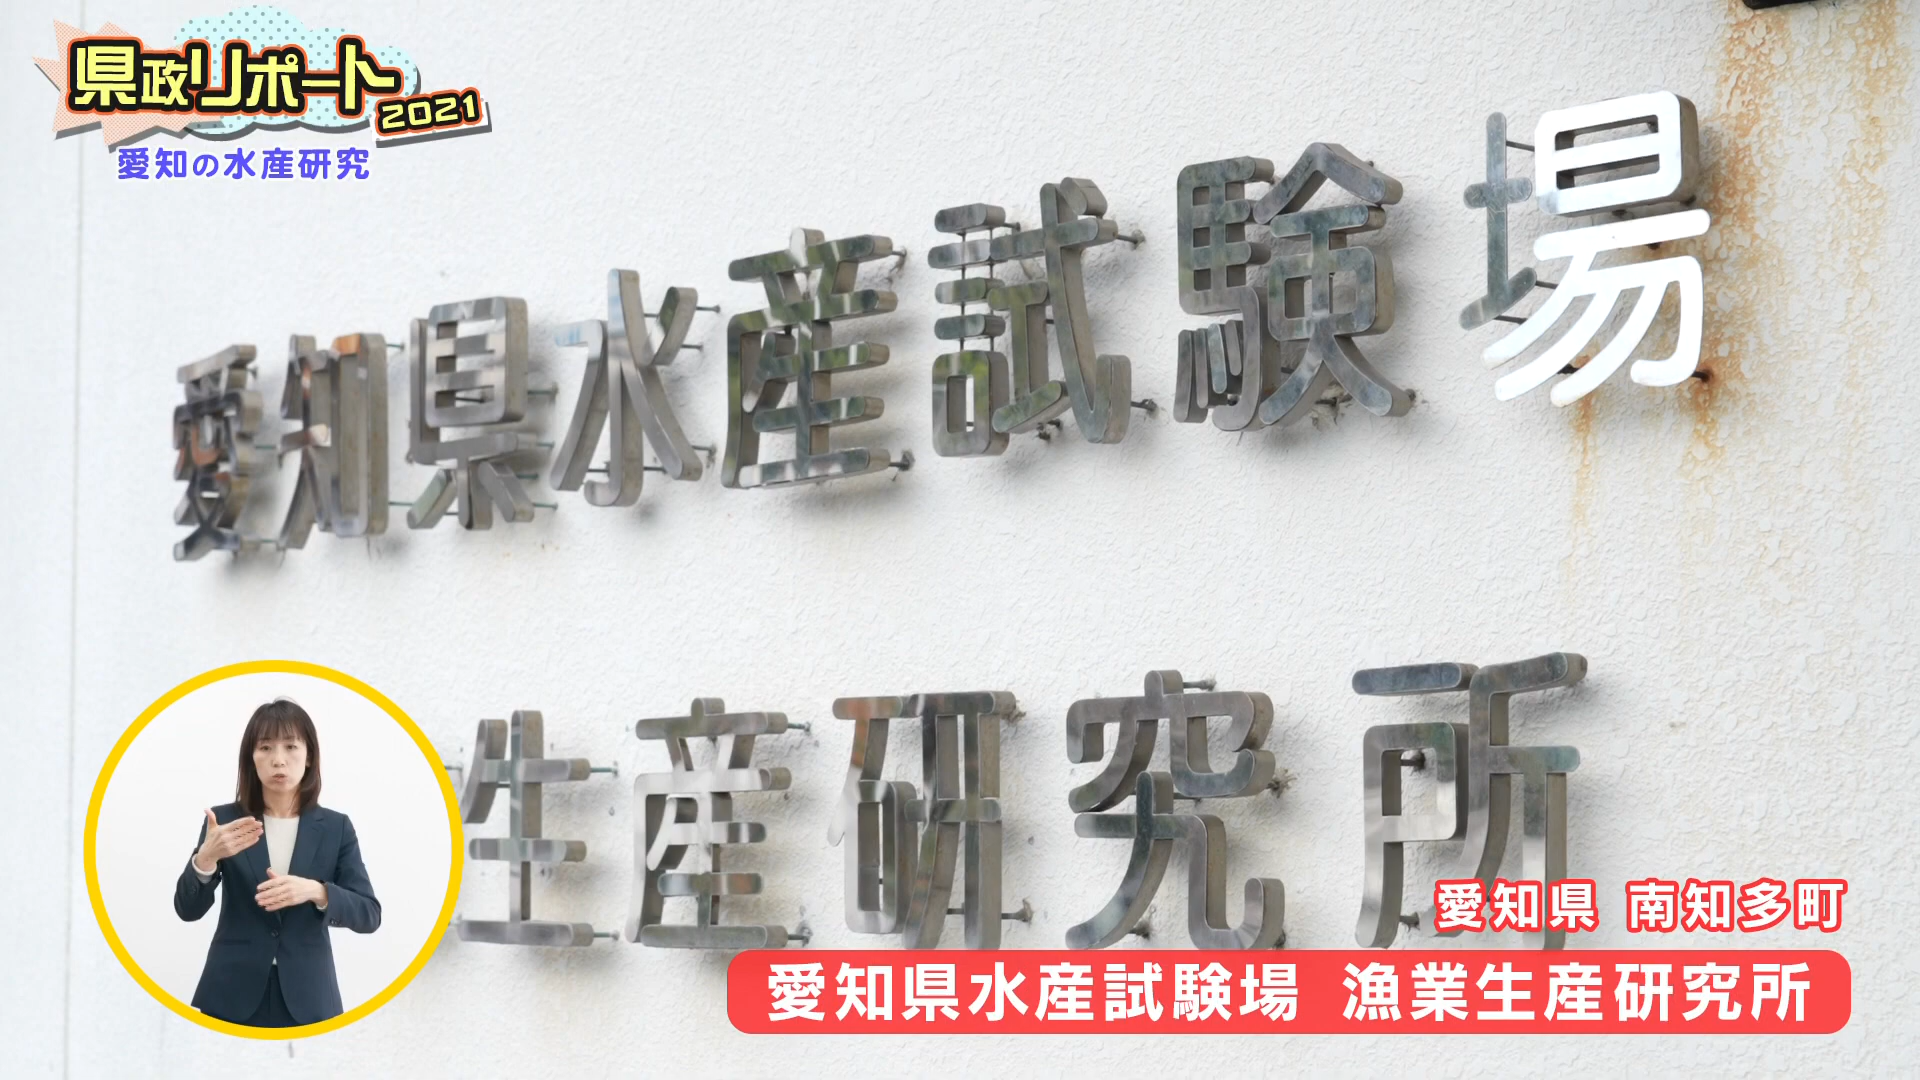 県政リポート
2021
愛知の水産研究
愛知県水産試験場
生産研究所
愛知県 南知多町
愛知県水産試験場 漁業生産研究所